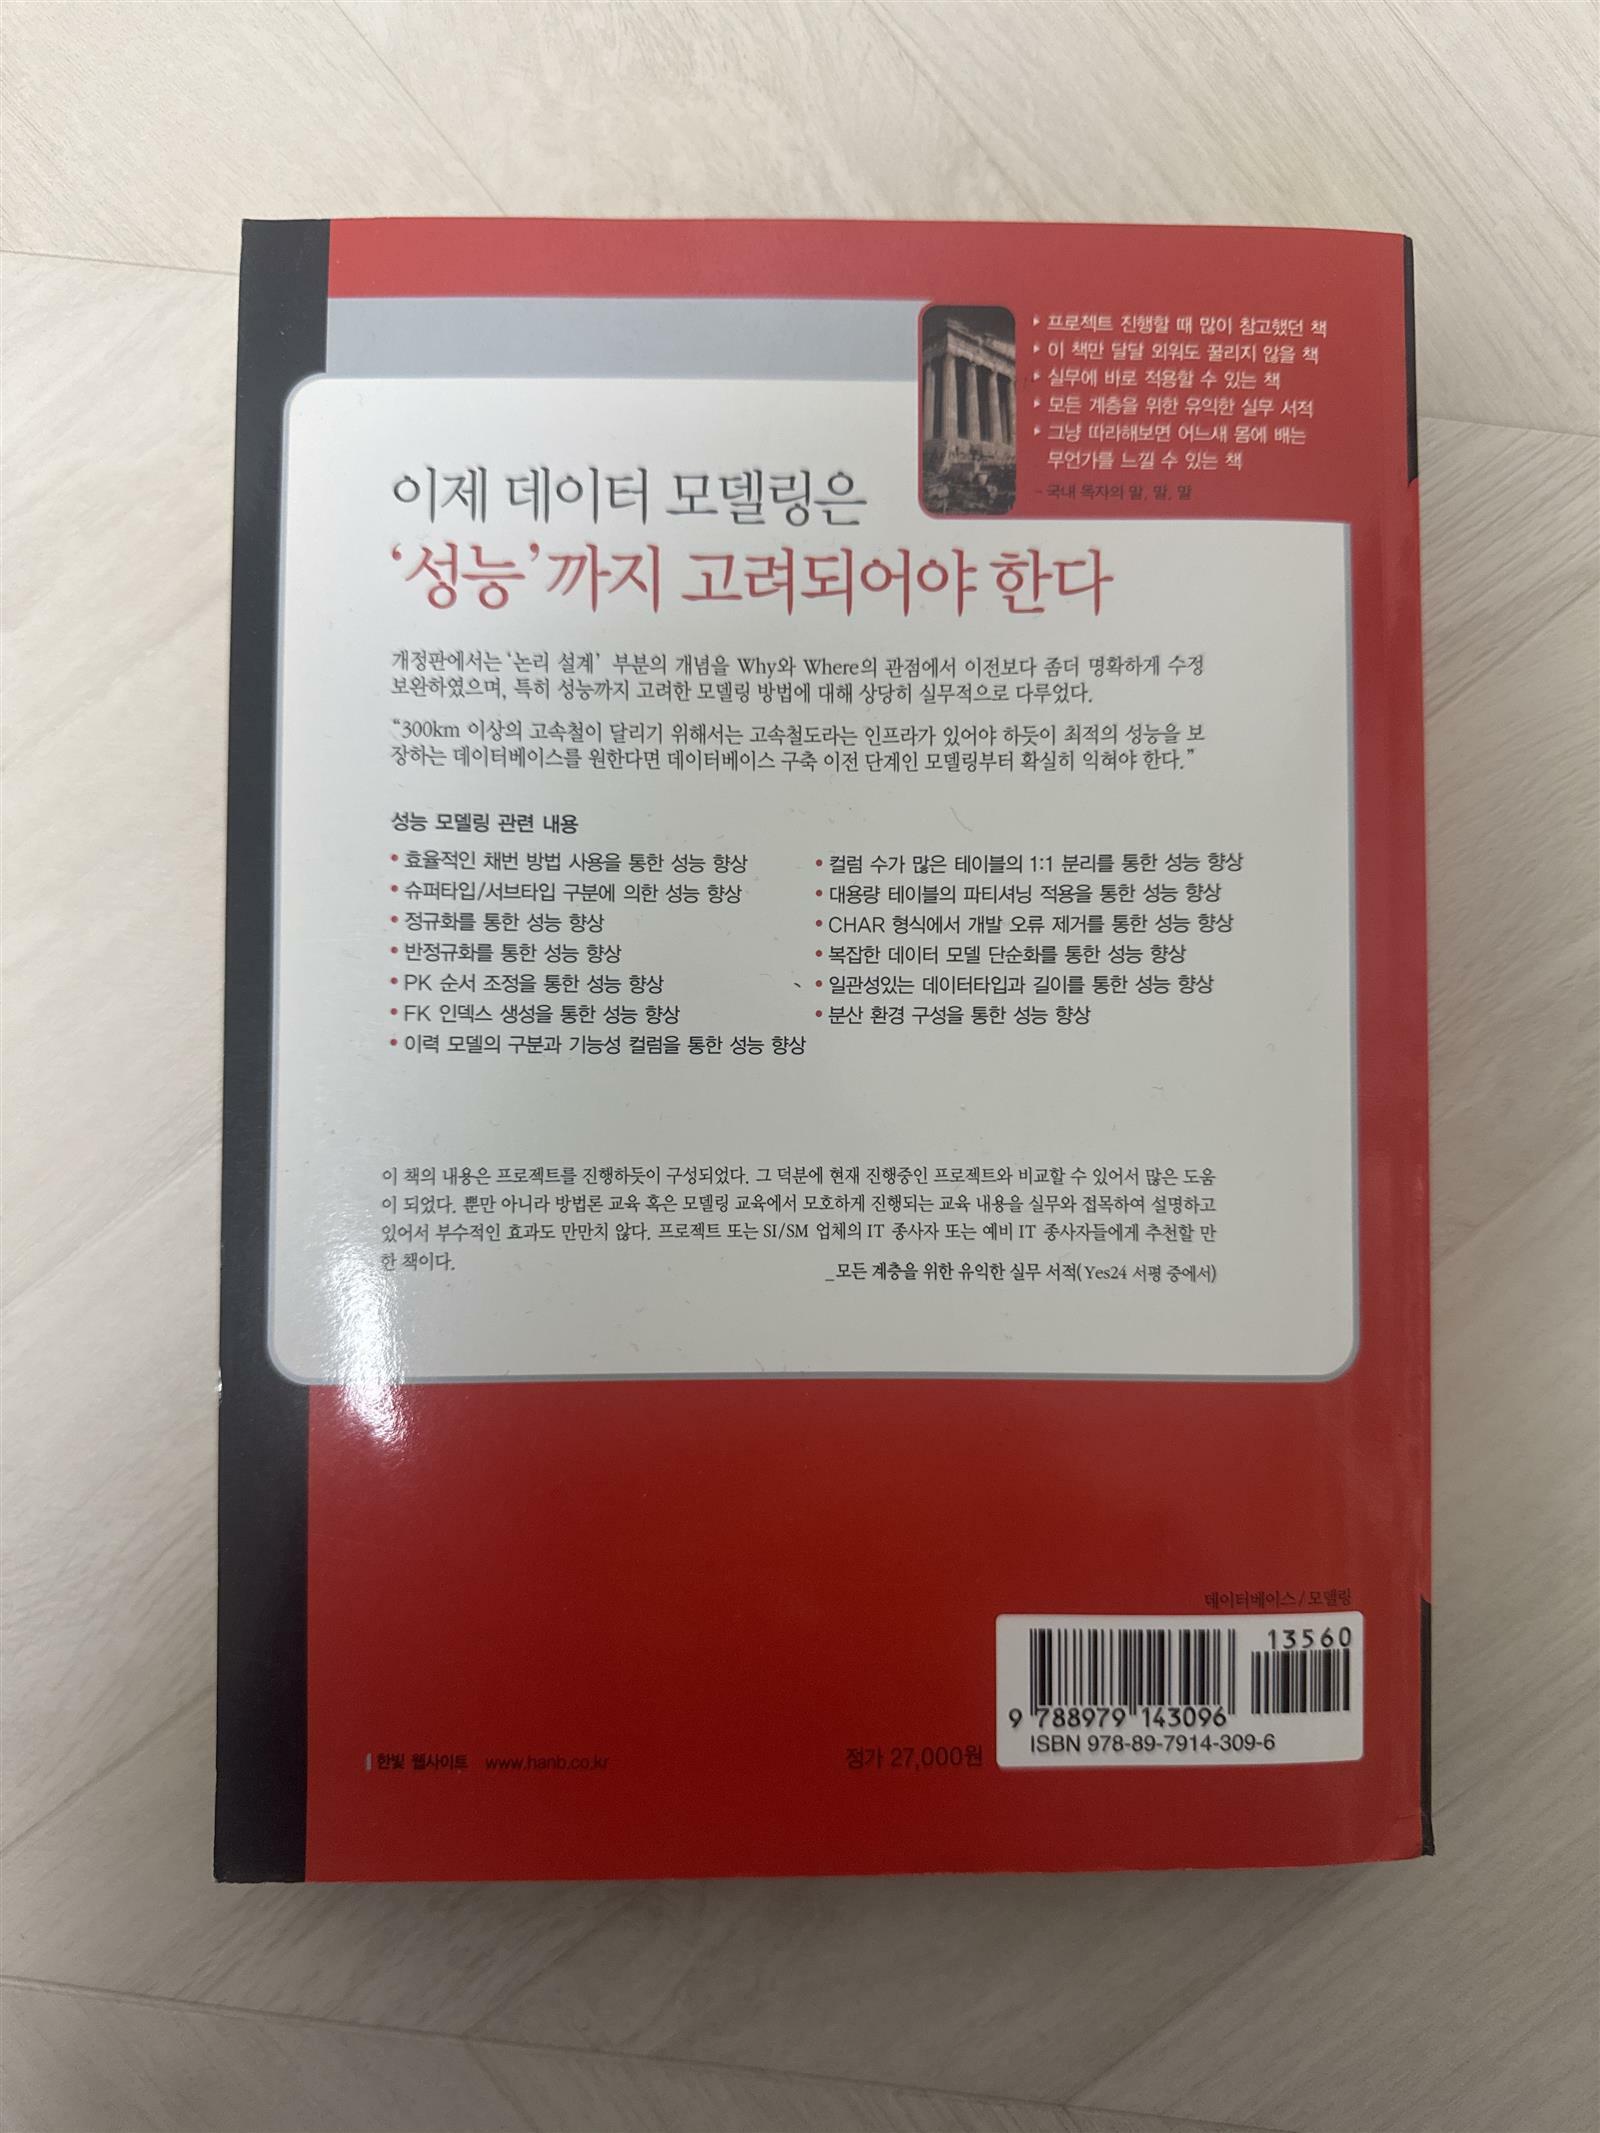 ▸ 프로젝트 진행할 때 많이 참고했던 책
▸ 이 책만 달달 외워도 꿀리지 않을 책
▸ 실무에 바로 적용할 수 있는 책
▸ 모든 계층을 위한 유익한 실무 서적
▸ 그냥 따라해보면 어느새 몸에 배는
무언가를 느낄 수 있는 책
- 국내 독자의 말, 말, 말
이제 데이터 모델링은
‘성능’까지 고려되어야 한다
개정판에서는 ‘논리 설계’ 부분의 개념을 Why와 Where의 관점에서 이전보다 좀더 명확하게 수정
보완하였으며, 특히 성능까지 고려한 모델링 방법에 대해 상당히 실무적으로 다루었다.
“300km 이상의 고속철이 달리기 위해서는 고속철도라는 인프라가 있어야 하듯이 최적의 성능을 보
장하는 데이터베이스를 원한다면 데이터베이스 구축 이전 단계인 모델링부터 확실히 익혀야 한다.”
성능 모델링 관련 내용
• 효율적인 채번 방법 사용을 통한 성능 향상
• 슈퍼타입/서브타입 구분에 의한 성능 향상
• 정규화를 통한 성능 향상
• 반정규화를 통한 성능 향상
• PK 순서 조정을 통한 성능 향상
• FK 인덱스 생성을 통한 성능 향상
• 이력 모델의 구분과 기능성 컬럼을 통한 성능 향상
• 컬럼 수가 많은 테이블의 1:1 분리를 통한 성능 향상
• 대용량 테이블의 파티셔닝 적용을 통한 성능 향상
• CHAR 형식에서 개발 오류 제거를 통한 성능 향상
• 복잡한 데이터 모델 단순화를 통한 성능 향상
• 일관성있는 데이터타입과 길이를 통한 성능 향상
• 분산 환경 구성을 통한 성능 향상
이 책의 내용은 프로젝트를 진행하듯이 구성되었다. 그 덕분에 현재 진행중인 프로젝트와 비교할 수 있어서 많은 도움
이 되었다. 뿐만 아니라 방법론 교육 혹은 모델링 교육에서 모호하게 진행되는 교육 내용을 실무와 접목하여 설명하고
있어서 부수적인 효과도 만만치 않다. 프로젝트 또는 SI/SM 업체의 IT 종사자 또는 예비 IT 종사자들에게 추천할 만
한 책이다.
_모든 계층을 위한 유익한 실무 서적(Yes24 서평 중에서)
데이터베이스 / 모델링
13560
9 788979 143096
ISBN 978-89-7914-309-6
한빛 웹사이트 www.hanb.co.kr
정가 27,000원